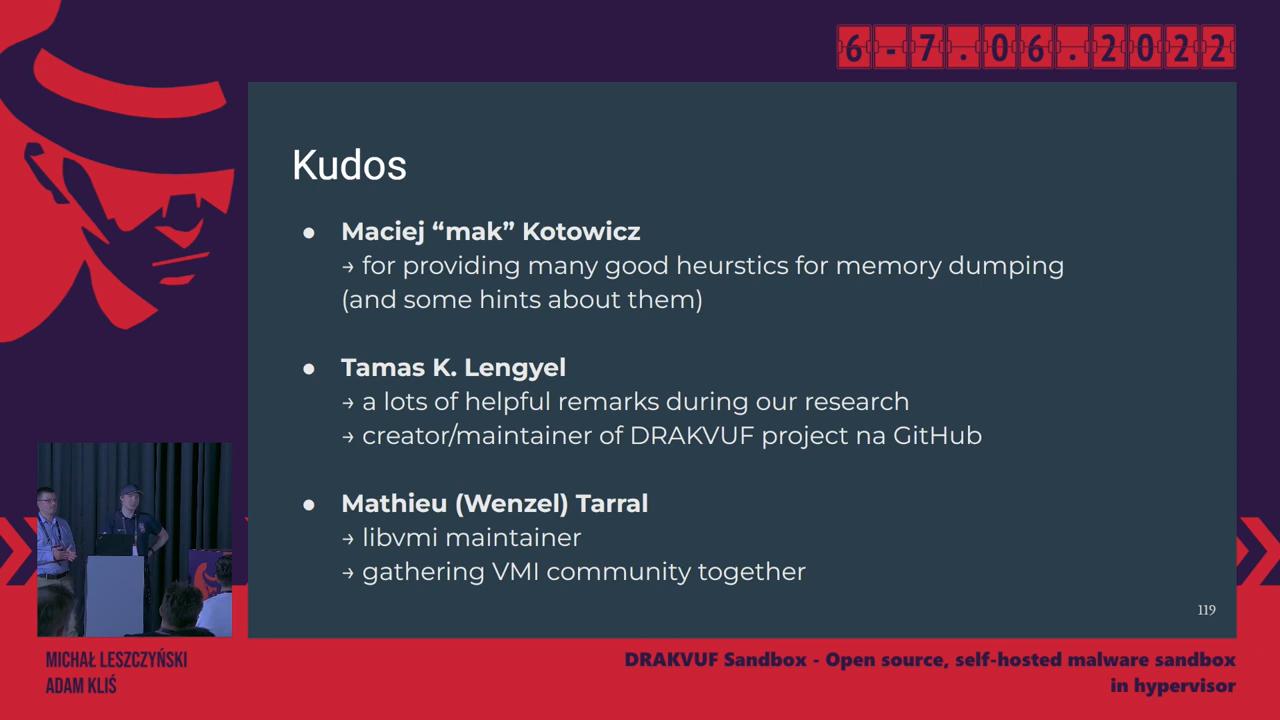 6-7.06.2022
Kudos
● Maciej “mak” Kotowicz
→ for providing many good heurstics for memory dumping
(and some hints about them)
● Tamas K. Lengyel
→ a lots of helpful remarks during our research
→ creator/maintainer of DRAKVUF project na GitHub
● Mathieu (Wenzel) Tarral
→ libvmi maintainer
→ gathering VMI community together
119
MICHAŁ LESZCZYŃSKI
ADAM KLIŚ
DRAKVUF Sandbox - Open source, self-hosted malware sandbox
in hypervisor